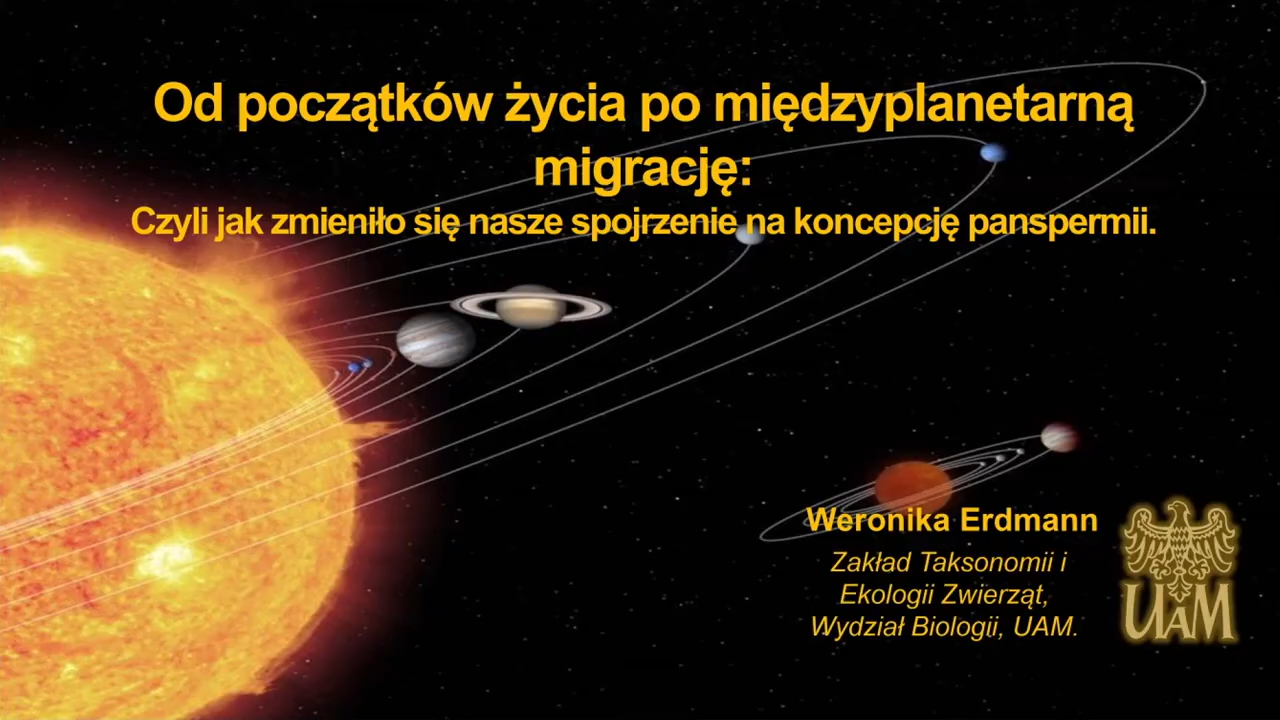 Od początków życia po międzyplanetarną
migrację:
Czyli jak zmieniło się nasze spojrzenie na koncepcję panspermii.
Weronika Erdmann
Zakład Taksonomii i
Ekologii Zwierząt,
Wydział Biologii, UAM.
UAM